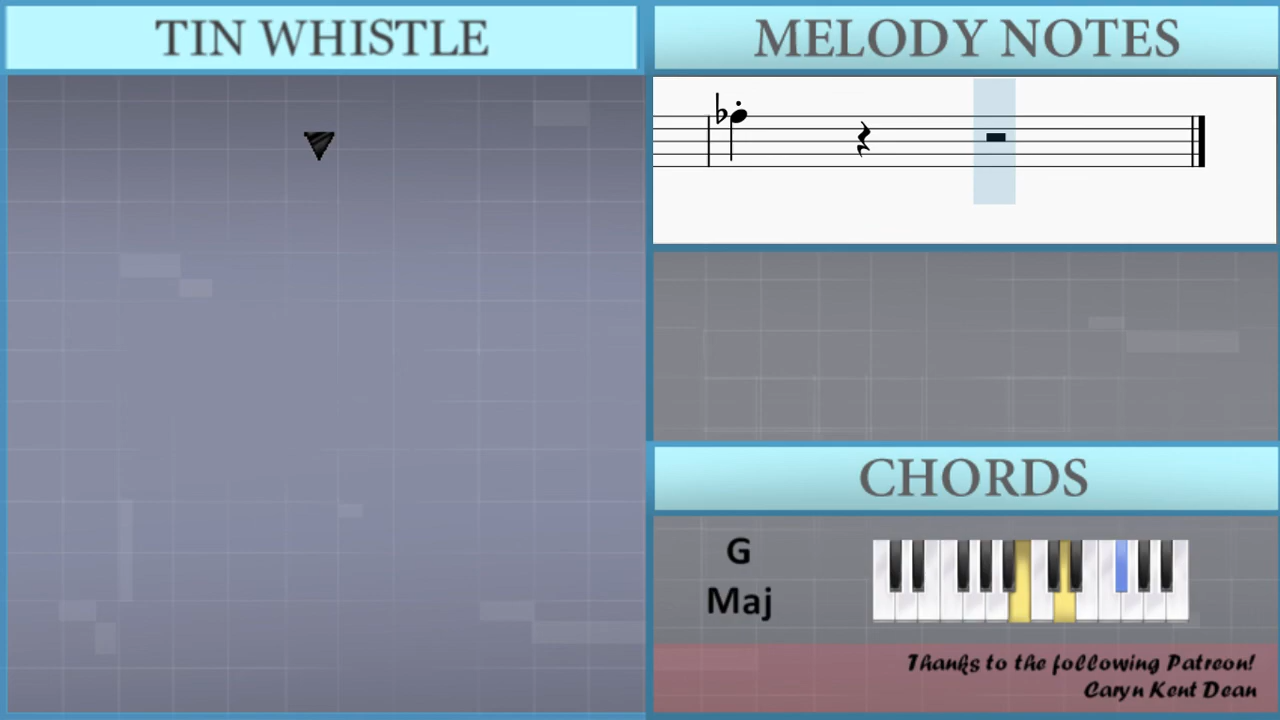 TIN WHISTLE
MELODY NOTES
CHORDS
G
Maj
Thanks to the following Patreon!
Caryn Kent Dean